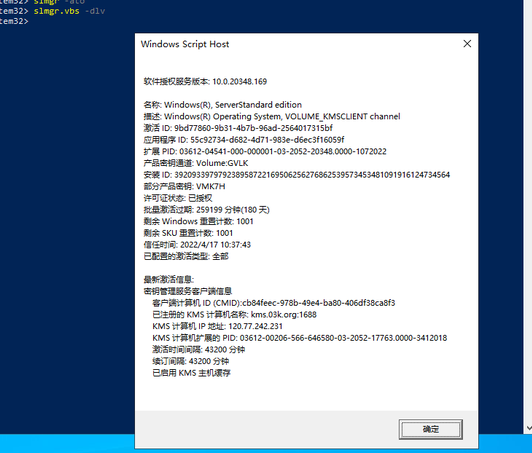 tem32> slmgr -ato
tem32> slmgr.vbs -dlv
tem32>
Windows Script Host
软件授权服务版本: 10.0.20348.169
名称: Windows(R), ServerStandard edition
描述: Windows(R) Operating System, VOLUME_KMSCLIENT channel
激活 ID: 9bd77860-9b31-4b7b-96ad-2564017315bf
应用程序 ID: 55c92734-d682-4d71-983e-d6ec3f16059f
扩展 PID: 03612-04541-000-000001-03-2052-20348.0000-1072022
产品密钥通道: Volume:GVLK
安装 ID: 392093397979238958722169506256276862539573453481091916124734564
部分产品密钥: VMK7H
许可证状态: 已授权
批量激活过期: 259199 分钟(180 天)
剩余 Windows 重置计数: 1001
剩余 SKU 重置计数: 1001
信任时间: 2022/4/17 10:37:43
已配置的激活类型: 全部
最新激活信息:
密钥管理服务客户端信息
客户端计算机 ID (CMID):cb84feec-978b-49e4-ba80-406df38ca8f3
已注册的 KMS 计算机名称: kms.03k.org:1688
KMS 计算机 IP 地址: 120.77.242.231
KMS 计算机扩展的 PID: 03612-00206-566-646580-03-2052-17763.0000-3412018
激活时间间隔: 43200 分钟
续订间隔: 43200 分钟
已启用 KMS 主机缓存
确定